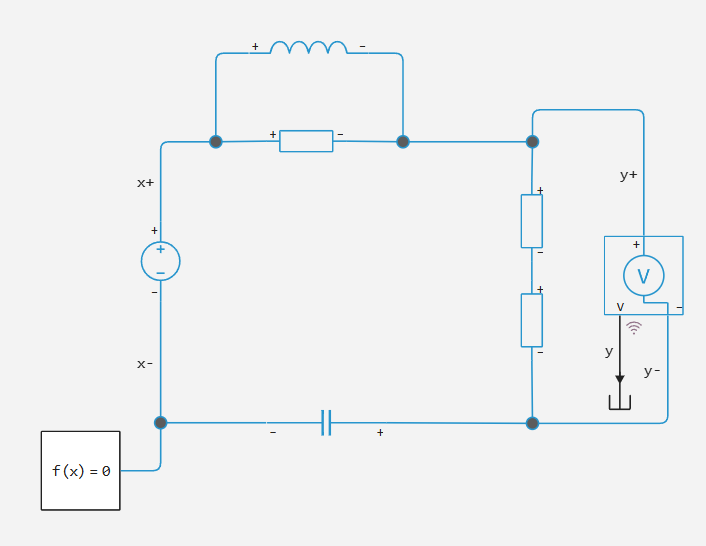 + −
+ −
x+
y+
+
+
−
+
+
−
+
V
−
−
+
−
V
y
y-
x-
− +
f(x) = 0